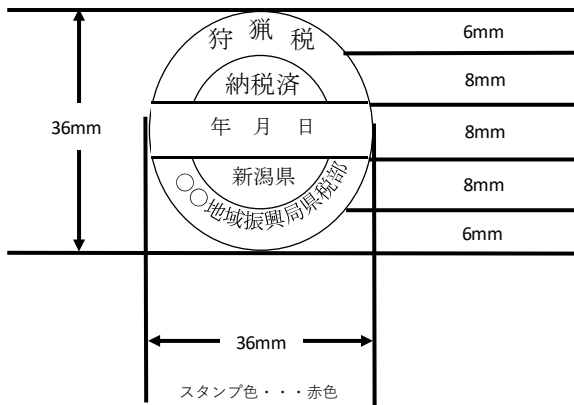 狩猟税
6mm
納税済
8mm
36mm
年 月 日
8mm
新潟県
8mm
○○地域振興局県税部
6mm
36mm
スタンプ色・・・赤色